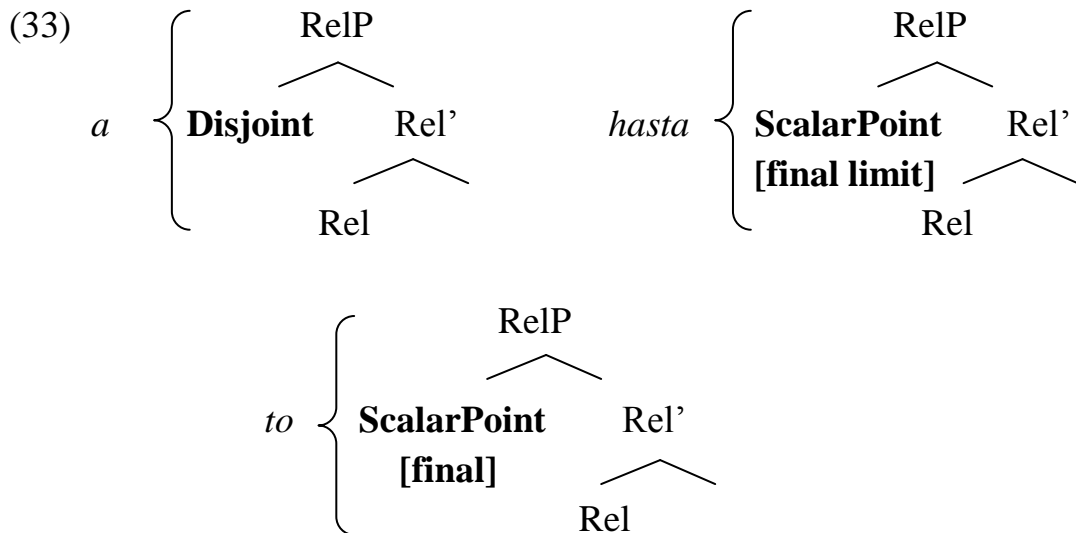 (33) RelP RelP
a Disjoint Rel’ hasta ScalarPoint Rel’
[final limit]
Rel Rel
RelP
to ScalarPoint Rel’
[final]
Rel